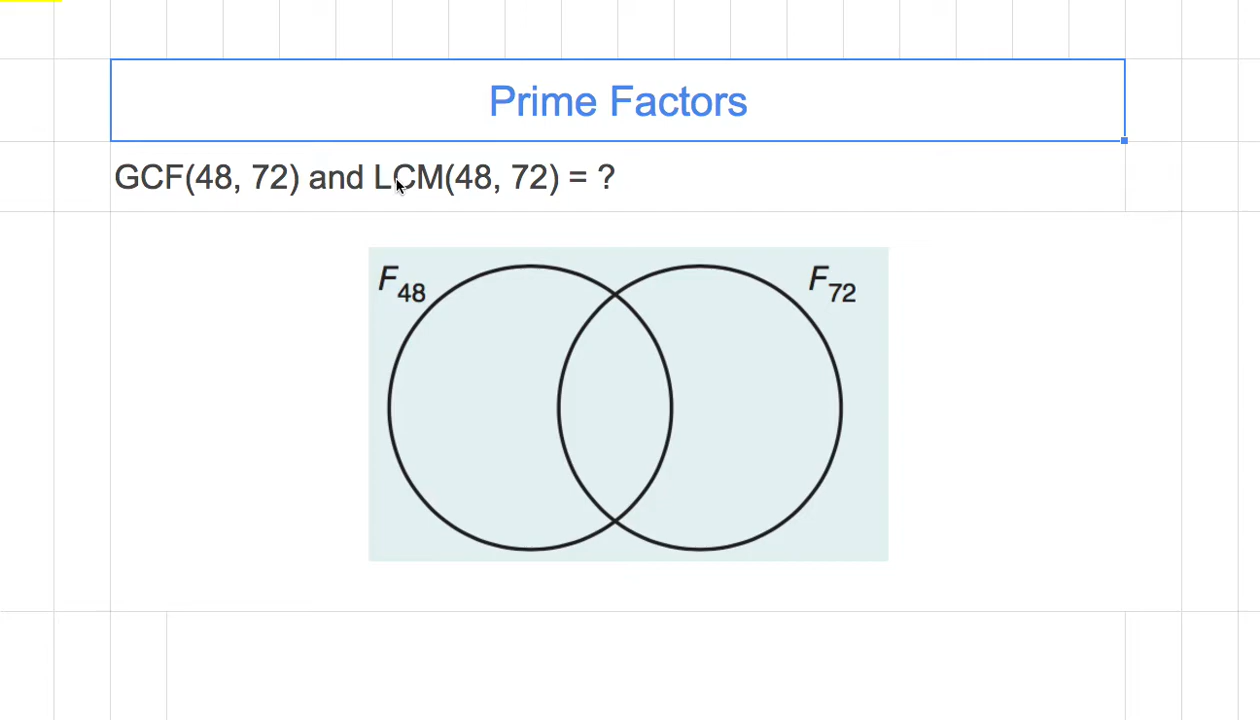 Prime Factors
GCF(48, 72) and LCM(48, 72) = ?
F48
F72